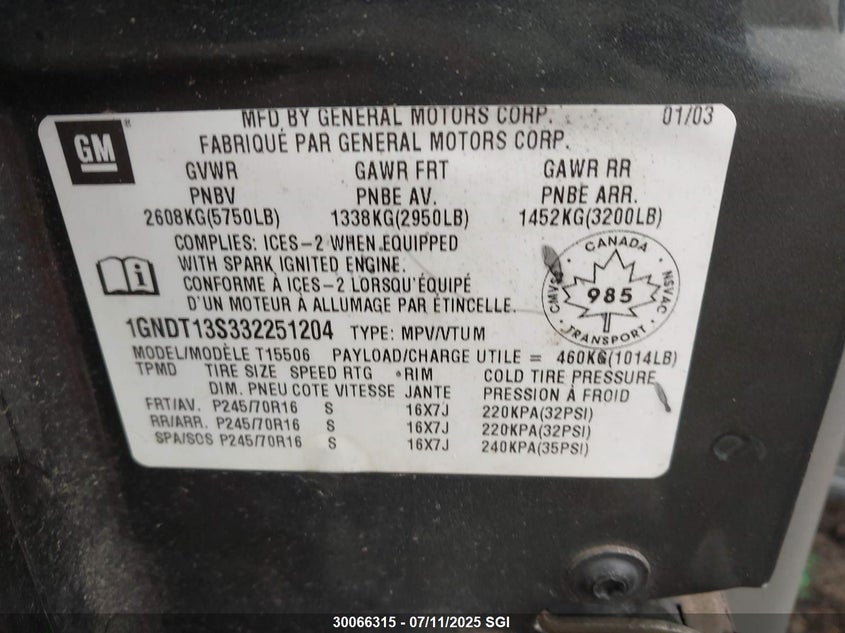 MFD BY GENERAL MOTORS CORP. 01/03
GM ®
FABRIQUÉ PAR GENERAL MOTORS CORP.
GVWR GAWR FRT GAWR RR
PNBV PNBE AV. PNBE ARR.
2608KG(5750LB) 1338KG(2950LB) 1452KG(3200LB)
COMPLIES: ICES-2 WHEN EQUIPPED
WITH SPARK IGNITED ENGINE.
CONFORME À ICES-2 LORSQU'ÉQUIPÉ
D'UN MOTEUR À ALLUMAGE PAR ÉTINCELLE.
CANADA
CMVSS 985 NSVAC
TRANSPORT
1GNDT13S332251204 TYPE: MPV/VTUM
MODEL/MODÈLE T15506 PAYLOAD/CHARGE UTILE = 460KG(1014LB)
TPMD TIRE SIZE SPEED RTG RIM COLD TIRE PRESSURE
DIM. PNEU COTE VITESSE JANTE PRESSION À FROID
FRT/AV. P245/70R16 S 16X7J 220KPA(32PSI)
RR/ARR. P245/70R16 S 16X7J 220KPA(32PSI)
SPA/SOS P245/70R16 S 16X7J 240KPA(35PSI)
30066315 - 07/11/2025 SGI